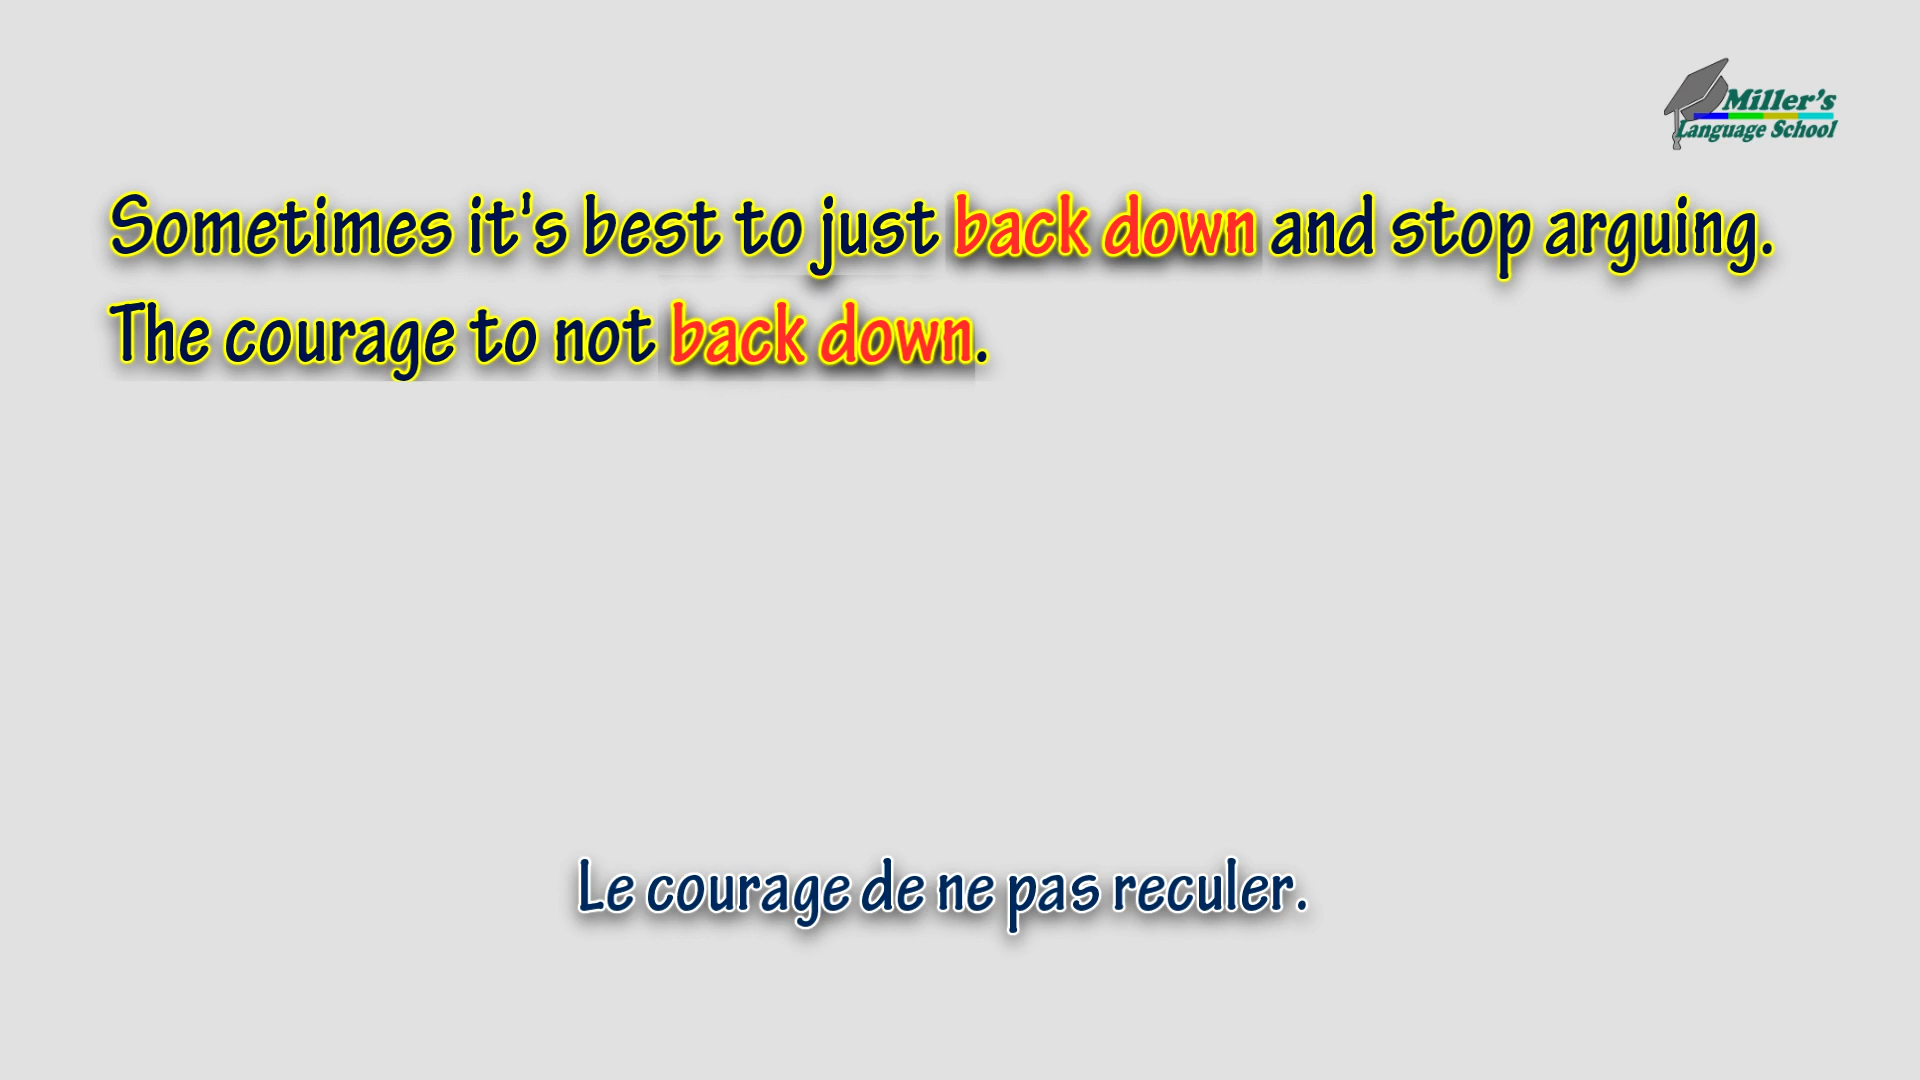 Miller's
Language School
Sometimes it's best to just back down and stop arguing.
The courage to not back down.
Le courage de ne pas reculer.